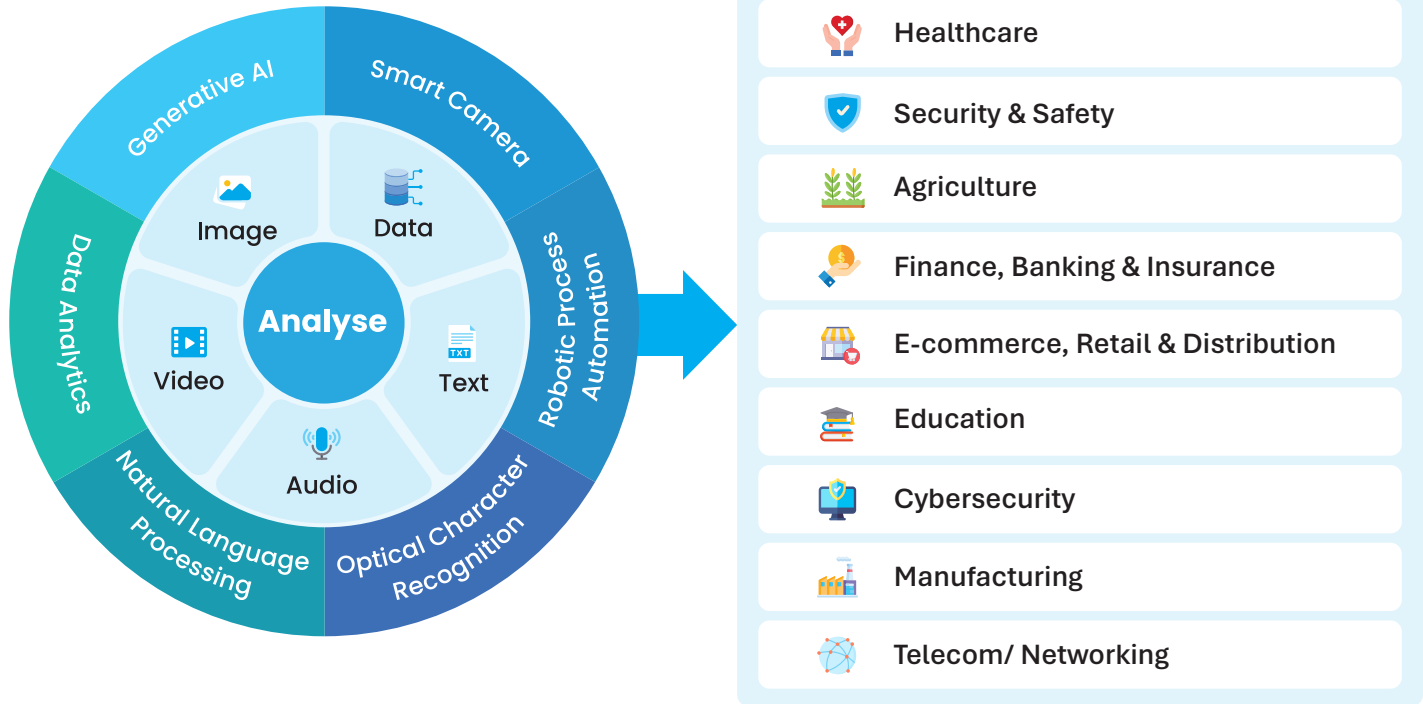 Generative AI
Smart Camera
Robotic Process
Automation
Optical Character
Recognition
Natural Language
Processing
Data Analytics
Image
Data
Text
TXT
Audio
Video
Analyse
Healthcare
Security & Safety
Agriculture
Finance, Banking & Insurance
E-commerce, Retail & Distribution
Education
Cybersecurity
Manufacturing
Telecom/ Networking